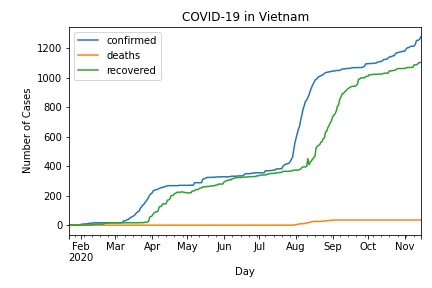 COVID-19 in Vietnam
confirmed
deaths
recovered
Number of Cases
1200
1000
800
600
400
200
0
Feb Mar Apr May Jun Jul Aug Sep Oct Nov
2020
Day